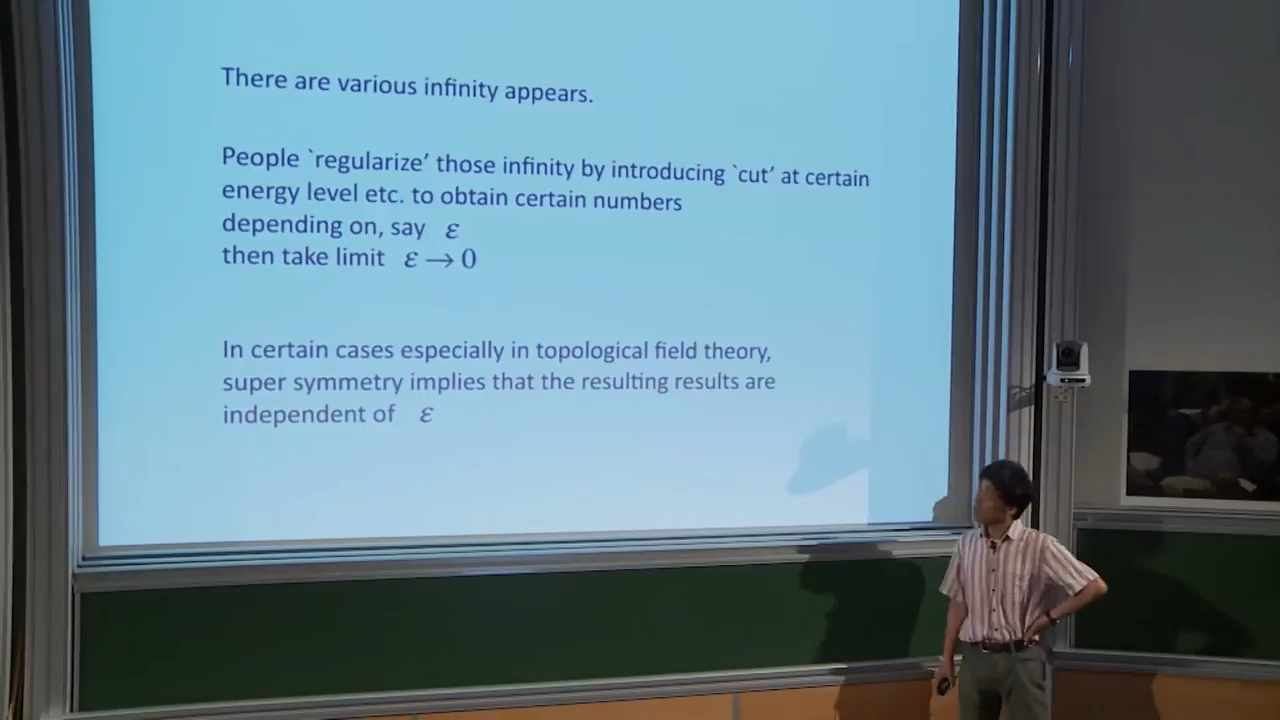 There are various infinity appears.
People `regularize’ those infinity by introducing `cut’ at certain
energy level etc. to obtain certain numbers
depending on, say ε
then take limit ε → 0
In certain cases especially in topological field theory,
super symmetry implies that the resulting results are
independent of ε